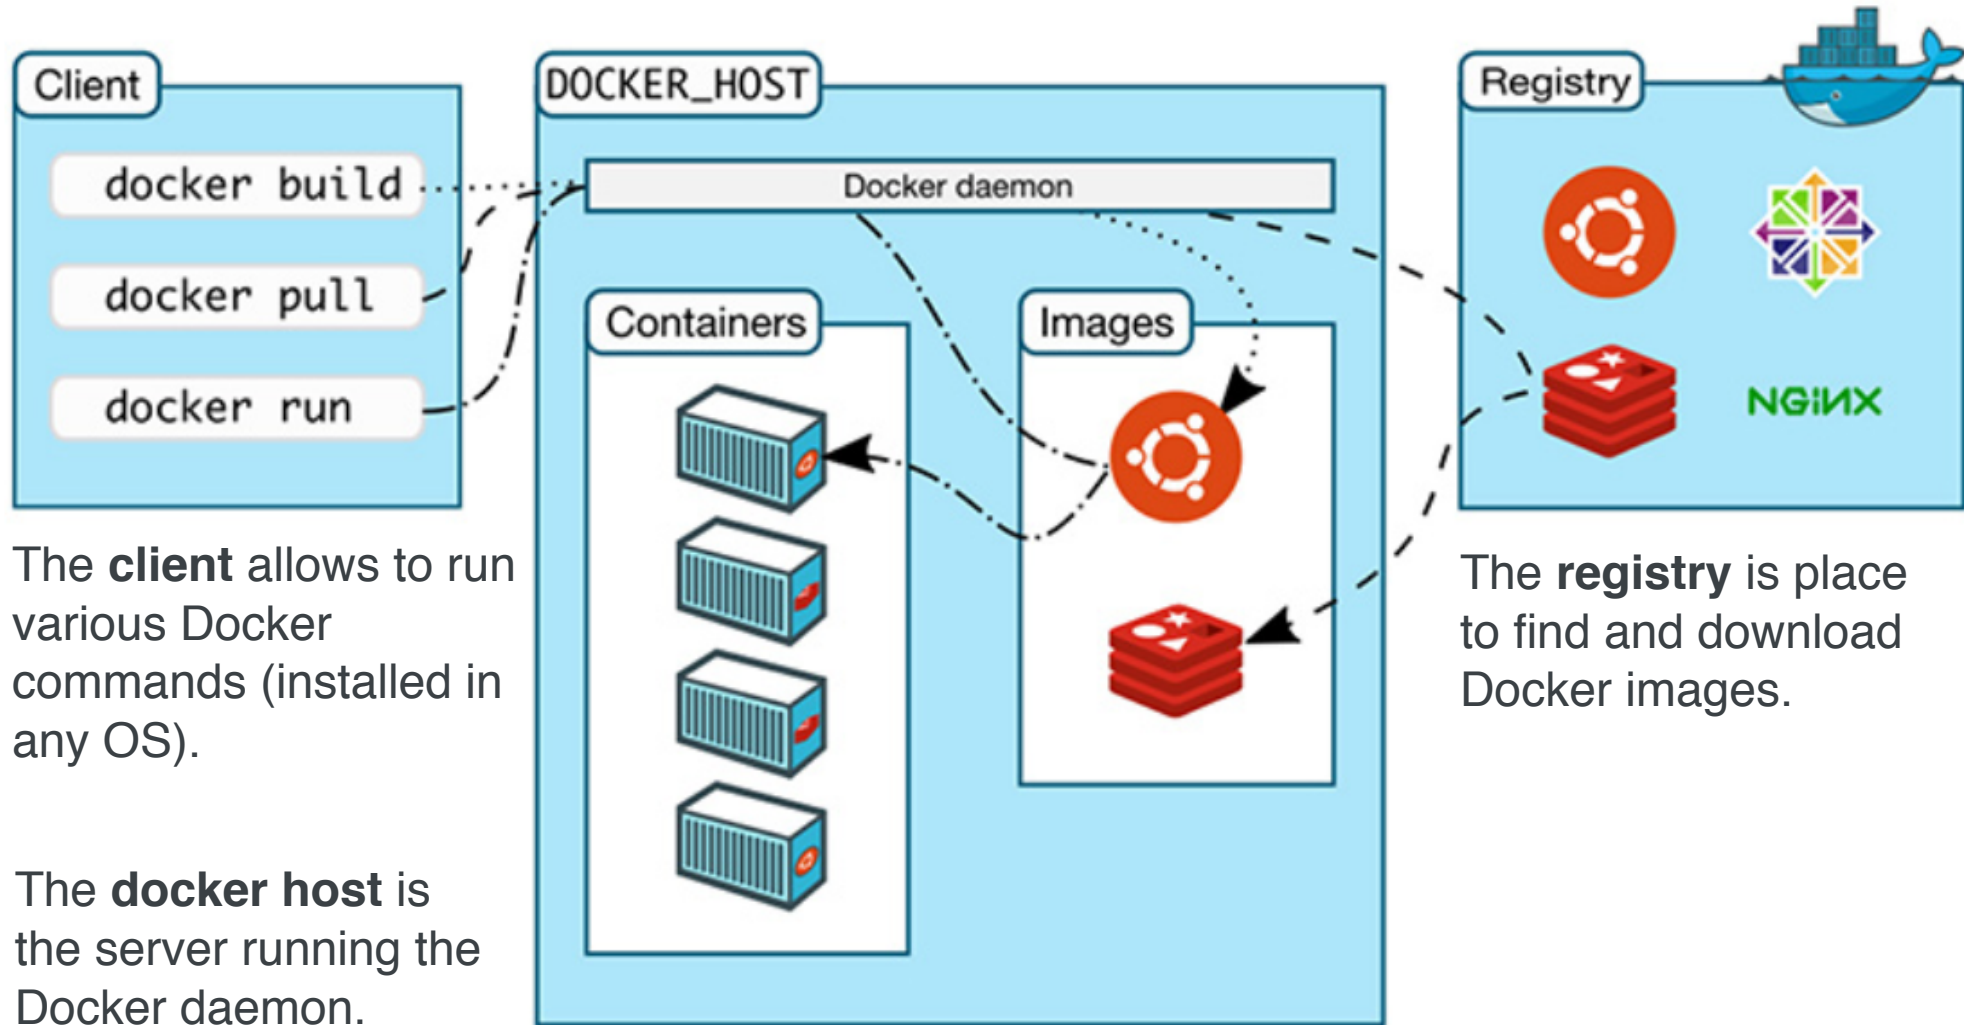 Client
docker build
docker pull
docker run
DOCKER_HOST
Docker daemon
Containers
Images
Registry
NGiNX
The client allows to run
various Docker
commands (installed in
any OS).
The docker host is
the server running the
Docker daemon.
The registry is place
to find and download
Docker images.